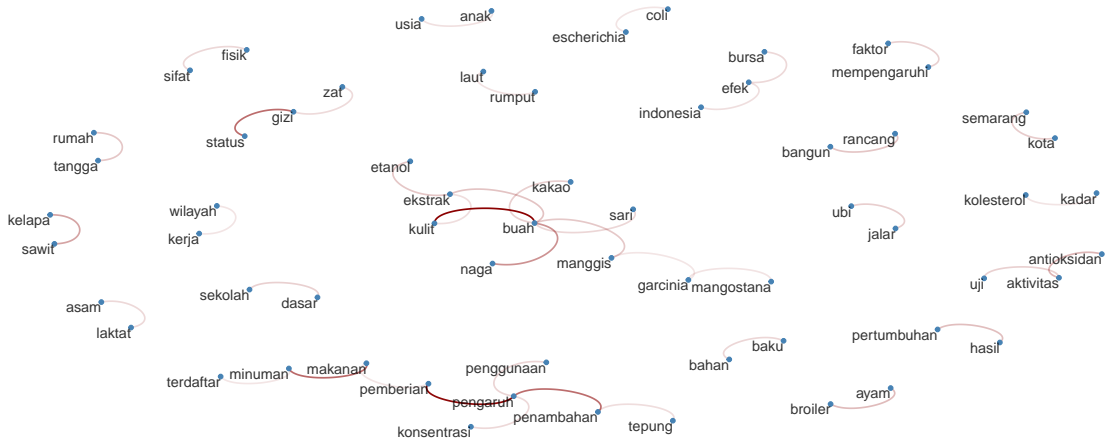 anak
usia
coli
escherichia
fisik
sifat
bursa
efek
indonesia
faktor
mempengaruhi
laut
rumput
zat
gizi
status
semarang
kota
rumah
tangga
rancang
bangun
etanol
ekstrak
kakao
kulit
buah
sari
naga
manggis
garcinia
mangostana
kolesterol
kadar
kelapa
sawit
wilayah
kerja
ubi
jalar
antioksidan
uji
aktivitas
sekolah
dasar
asam
laktat
pertumbuhan
hasil
baku
bahan
terdaftar
minuman
makanan
pemberian
penggunaan
pengaruh
penambahan
konsentrasi
tepung
ayam
broiler